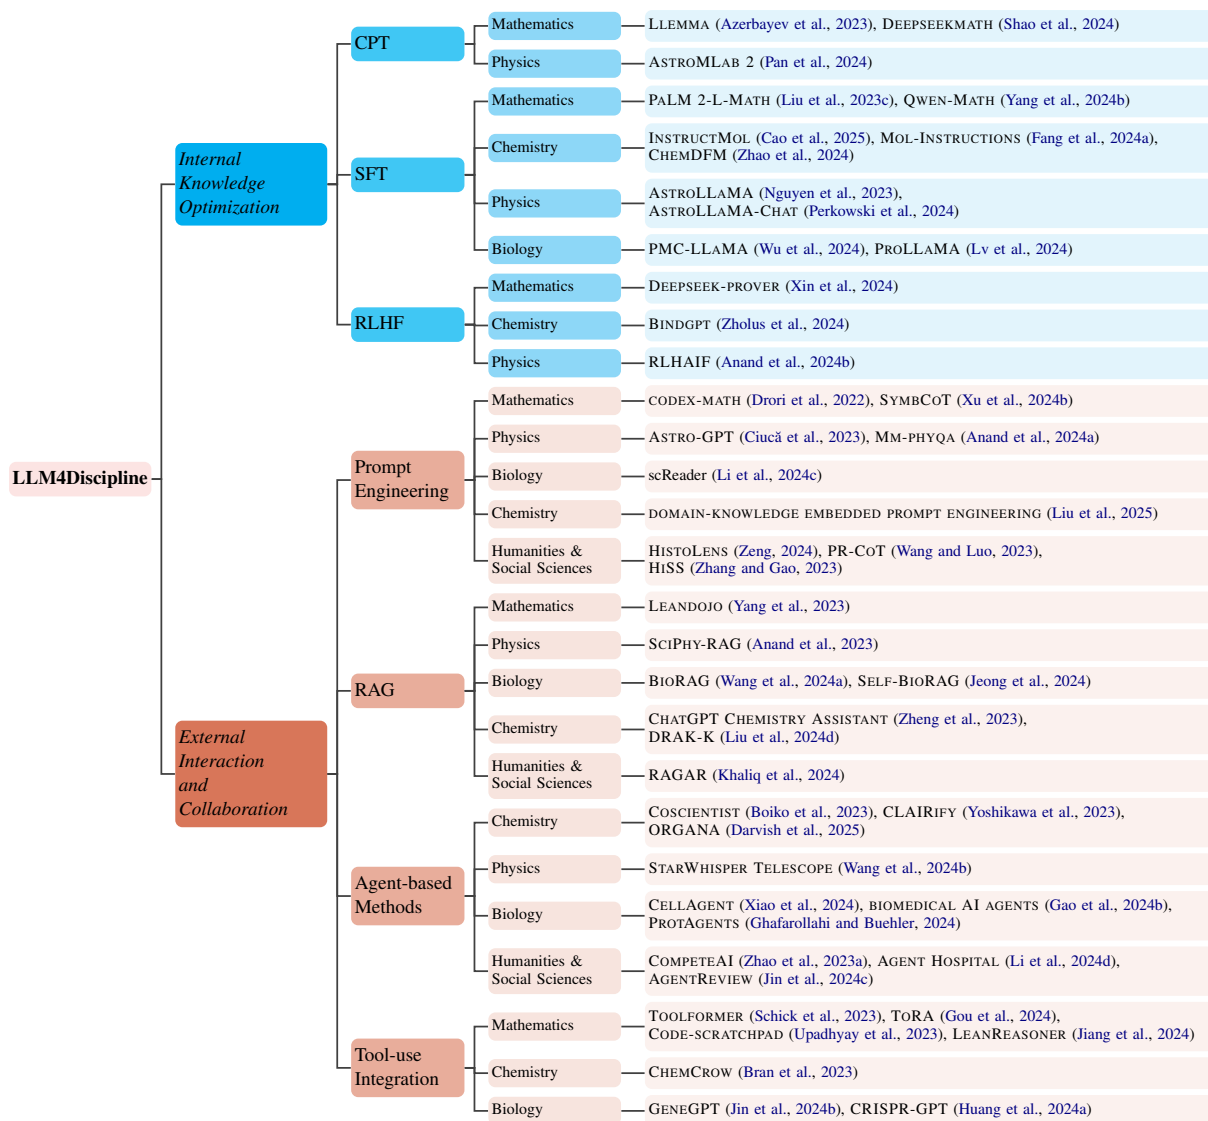 LLM4Discipline
Internal
Knowledge
Optimization
CPT
Mathematics
LLEMMA (Azerbayev et al., 2023), DEEPSEEKMATH (Shao et al., 2024)
Physics
ASTROMLAB 2 (Pan et al., 2024)
SFT
Mathematics
PALM 2-L-MATH (Liu et al., 2023c), QWEN-MATH (Yang et al., 2024b)
Chemistry
INSTRUCTMOL (Cao et al., 2025), MOL-INSTRUCTIONS (Fang et al., 2024a),
CHEMDFM (Zhao et al., 2024)
Physics
ASTROLLAMA (Nguyen et al., 2023),
ASTROLLAMA-CHAT (Perkowski et al., 2024)
Biology
PMC-LLAMA (Wu et al., 2024), PROLLAMA (Lv et al., 2024)
RLHF
Mathematics
DEEPSEEK-PROVER (Xin et al., 2024)
Chemistry
BINDGPT (Zholus et al., 2024)
Physics
RLHAIF (Anand et al., 2024b)
External
Interaction
and
Collaboration
Prompt
Engineering
Mathematics
CODEX-MATH (Drori et al., 2022), SYMBCOT (Xu et al., 2024b)
Physics
ASTRO-GPT (Ciucă et al., 2023), MM-PHYQA (Anand et al., 2024a)
Biology
scReader (Li et al., 2024c)
Chemistry
DOMAIN-KNOWLEDGE EMBEDDED PROMPT ENGINEERING (Liu et al., 2025)
Humanities &
Social Sciences
HISTOLENS (Zeng, 2024), PR-COT (Wang and Luo, 2023),
HISS (Zhang and Gao, 2023)
RAG
Mathematics
LEANDOJO (Yang et al., 2023)
Physics
SCIPHY-RAG (Anand et al., 2023)
Biology
BIORAG (Wang et al., 2024a), SELF-BIORAG (Jeong et al., 2024)
Chemistry
CHATGPT CHEMISTRY ASSISTANT (Zheng et al., 2023),
DRAK-K (Liu et al., 2024d)
Humanities &
Social Sciences
RAGAR (Khaliq et al., 2024)
Agent-based
Methods
Chemistry
COSCIENTIST (Boiko et al., 2023), CLAIRIFY (Yoshikawa et al., 2023),
ORGANA (Darvish et al., 2025)
Physics
STARWHISPER TELESCOPE (Wang et al., 2024b)
Biology
CELLAGENT (Xiao et al., 2024), BIOMEDICAL AI AGENTS (Gao et al., 2024b),
PROTAGENTS (Ghafarollahi and Buehler, 2024)
Humanities &
Social Sciences
COMPETEAI (Zhao et al., 2023a), AGENT HOSPITAL (Li et al., 2024d),
AGENTREVIEW (Jin et al., 2024c)
Tool-use
Integration
Mathematics
TOOLFORMER (Schick et al., 2023), TORA (Gou et al., 2024),
CODE-SCRATCHPAD (Upadhyay et al., 2023), LEANREASONER (Jiang et al., 2024)
Chemistry
CHEMCROW (Bran et al., 2023)
Biology
GENEGPT (Jin et al., 2024b), CRISPR-GPT (Huang et al., 2024a)